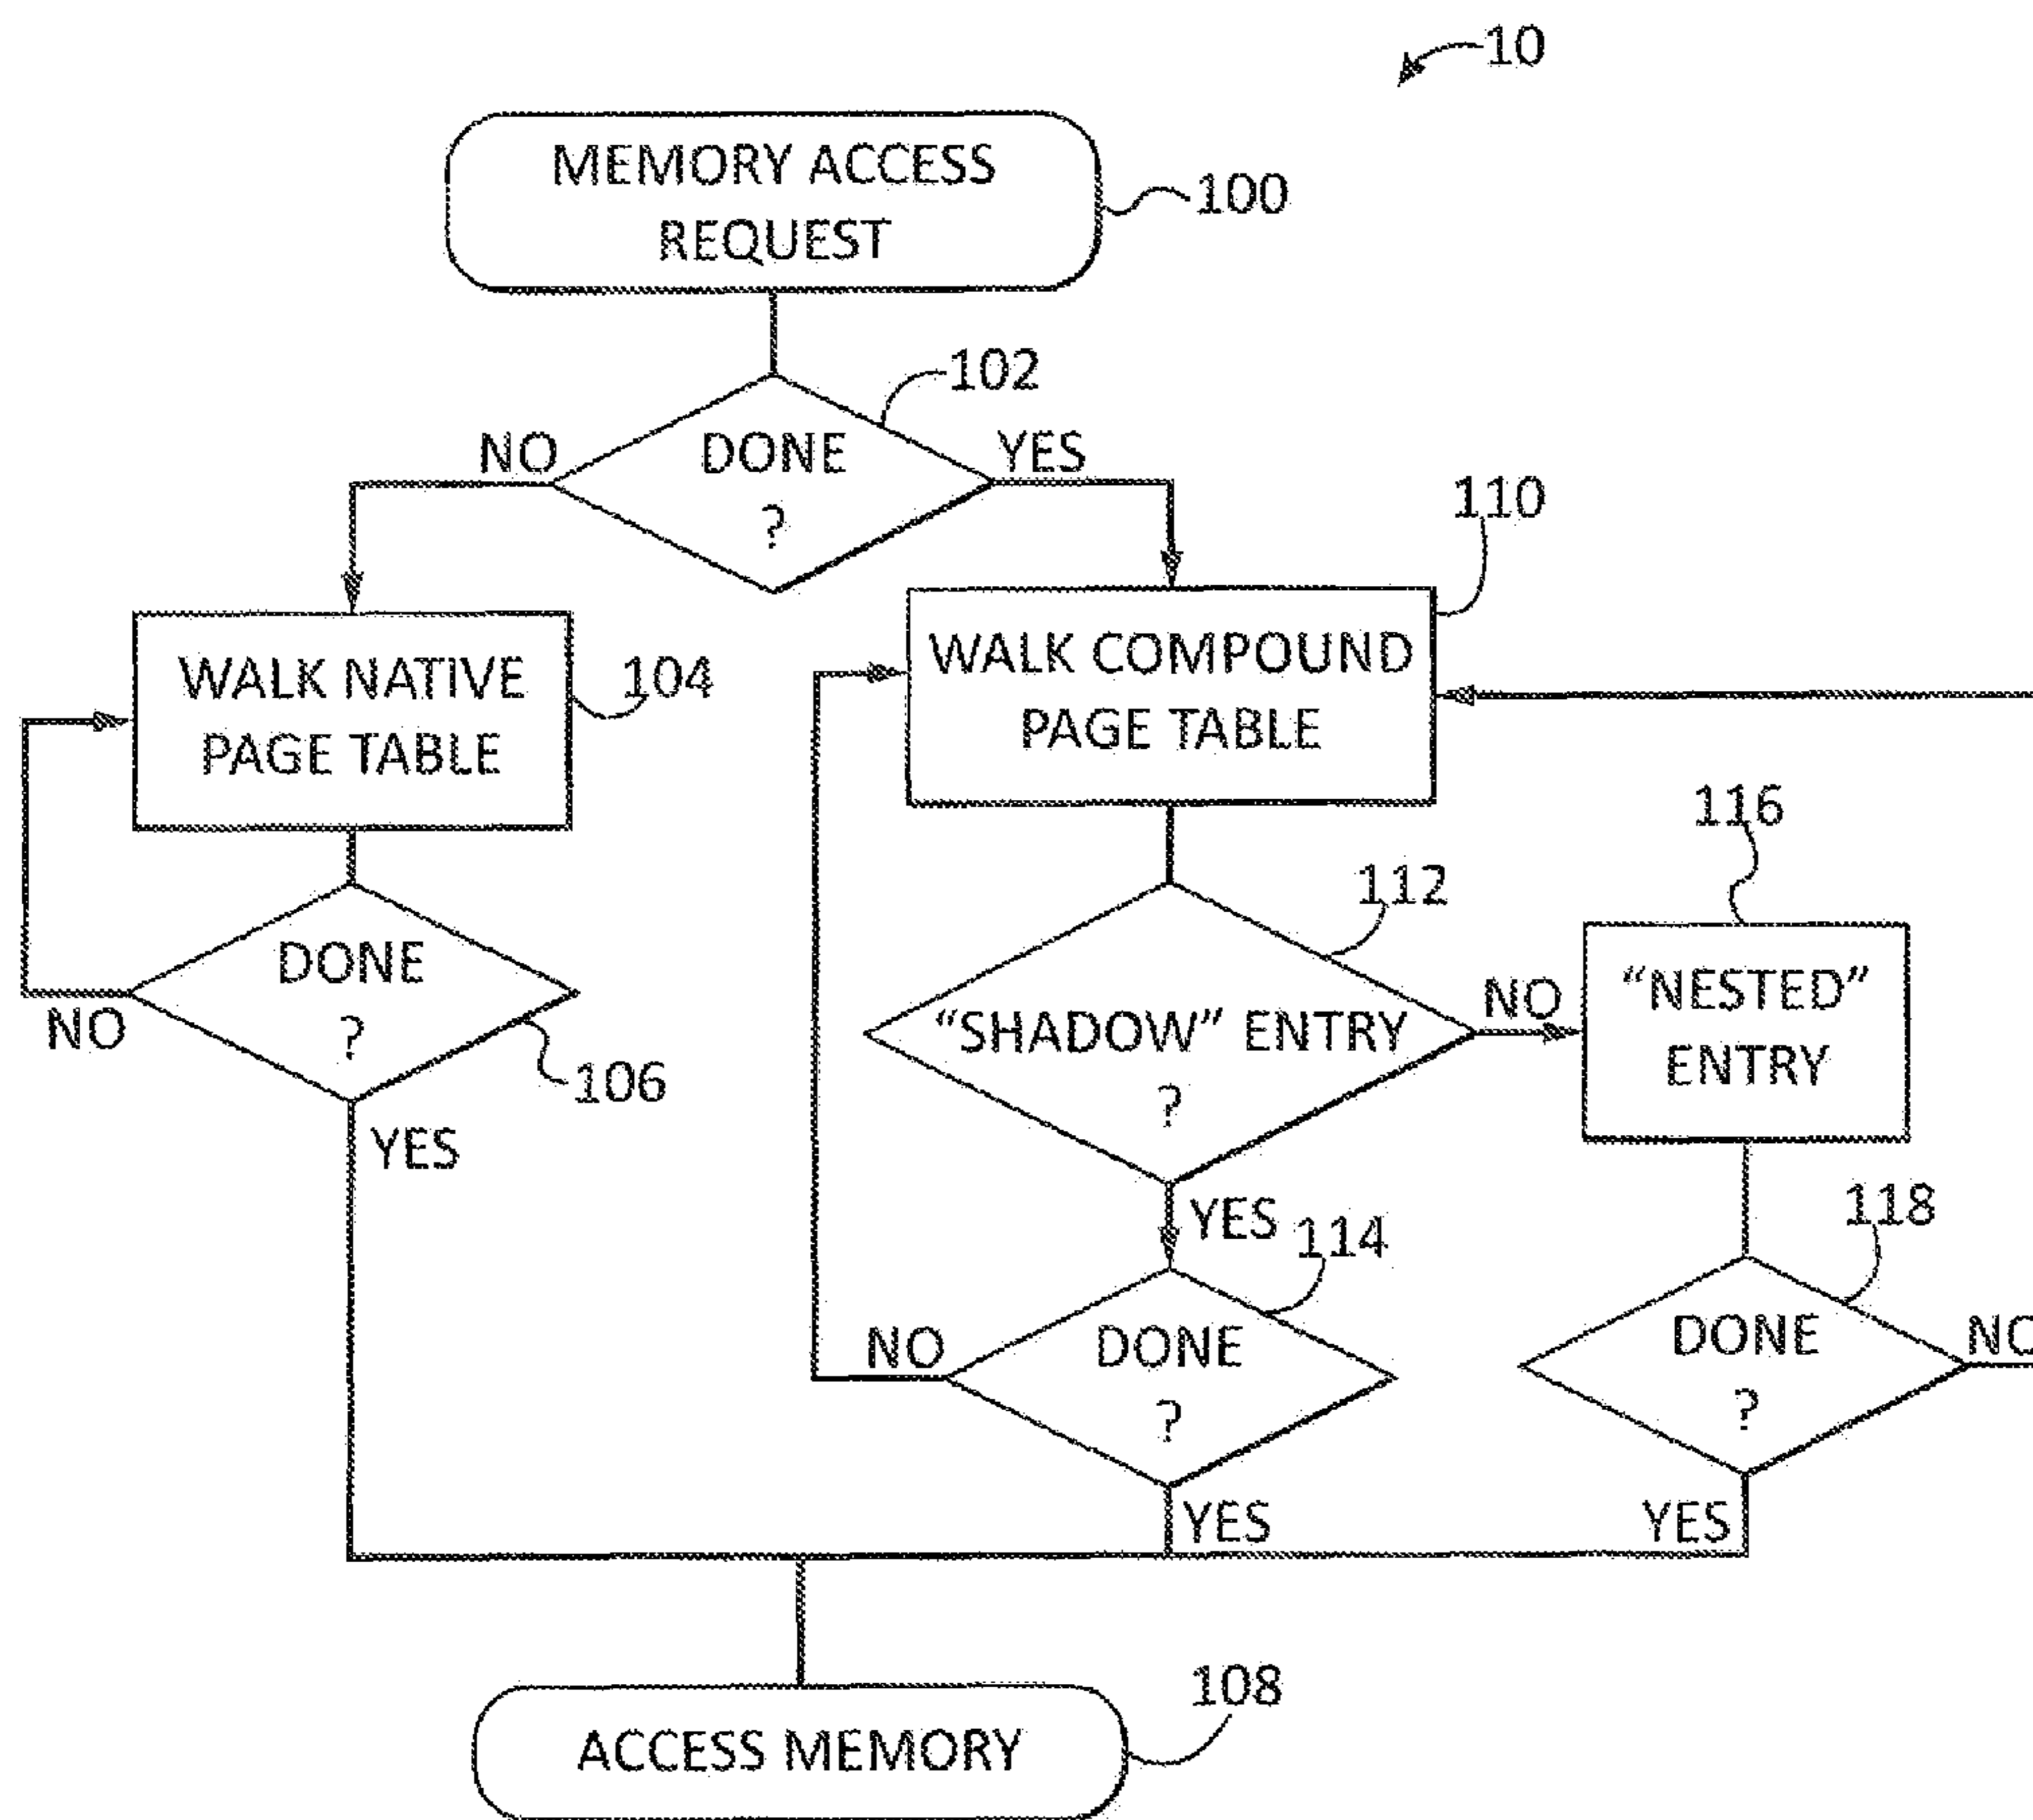 10
MEMORY ACCESS
REQUEST
100
102
NO
DONE
?
YES
110
WALK NATIVE
PAGE TABLE
104
WALK COMPOUND
PAGE TABLE
116
112
DONE
?
NO
106
YES
"SHADOW" ENTRY
?
NO
"NESTED"
ENTRY
YES
114
118
NO
DONE
?
DONE
?
NO
YES
YES
108
ACCESS MEMORY